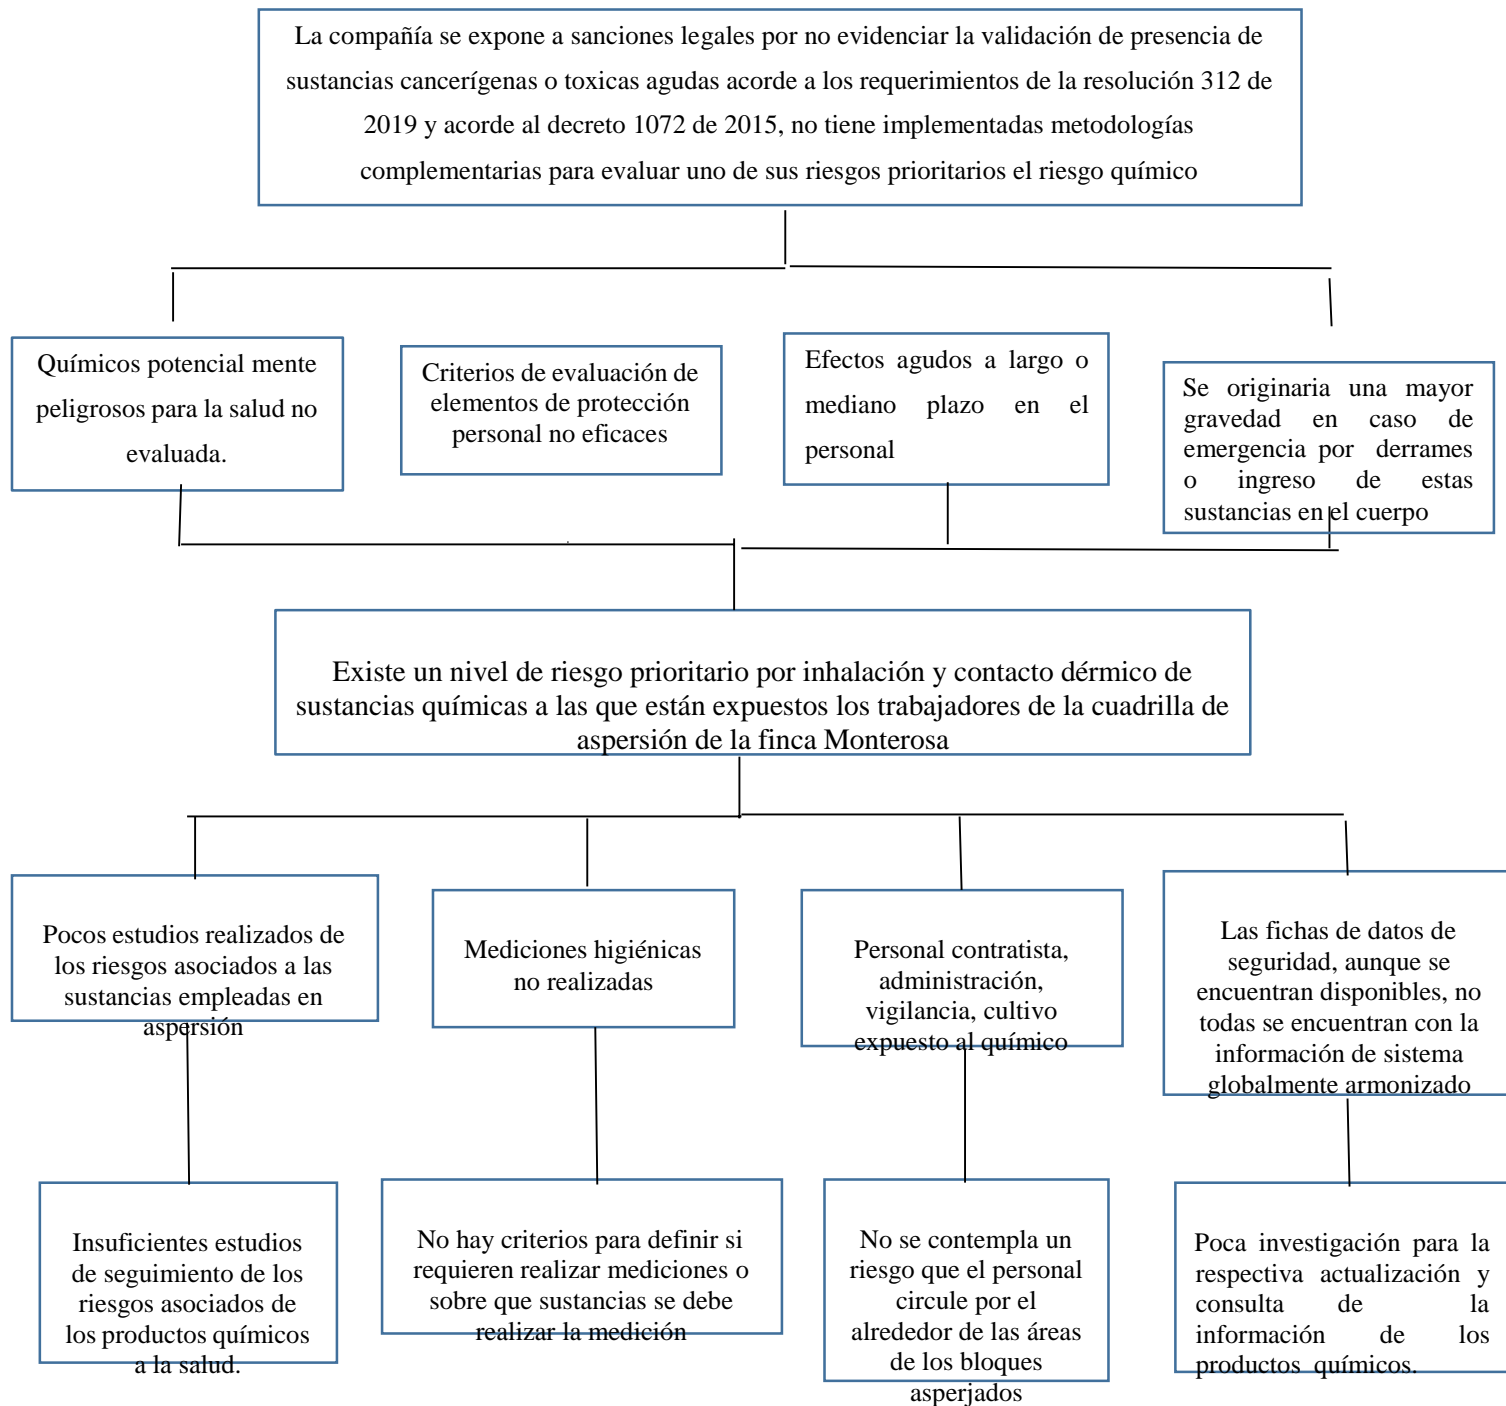 La compañía se expone a sanciones legales por no evidenciar la validación de presencia de
sustancias cancerígenas o toxicas agudas acorde a los requerimientos de la resolución 312 de
2019 y acorde al decreto 1072 de 2015, no tiene implementadas metodologías
complementarias para evaluar uno de sus riesgos prioritarios el riesgo químico
Químicos potencial mente
peligrosos para la salud no
evaluada.
Criterios de evaluación de
elementos de protección
personal no eficaces
Efectos agudos a largo o
mediano plazo en el
personal
Se originaria una mayor
gravedad en caso de
emergencia por derrames
o ingreso de estas
sustancias en el cuerpo
Existe un nivel de riesgo prioritario por inhalación y contacto dérmico de
sustancias químicas a las que están expuestos los trabajadores de la cuadrilla de
aspersión de la finca Monterosa
Pocos estudios realizados de
los riesgos asociados a las
sustancias empleadas en
aspersión
Mediciones higiénicas
no realizadas
Personal contratista,
administración,
vigilancia, cultivo
expuesto al químico
Las fichas de datos de
seguridad, aunque se
encuentran disponibles, no
todas se encuentran con la
información de sistema
globalmente armonizado
Insuficientes estudios
de seguimiento de los
riesgos asociados de
los productos químicos
a la salud.
No hay criterios para definir si
requieren realizar mediciones o
sobre que sustancias se debe
realizar la medición
No se contempla un
riesgo que el personal
circule por el
alrededor de las áreas
de los bloques
asperjados
Poca investigación para la
respectiva actualización y
consulta de la
información de los
productos químicos.